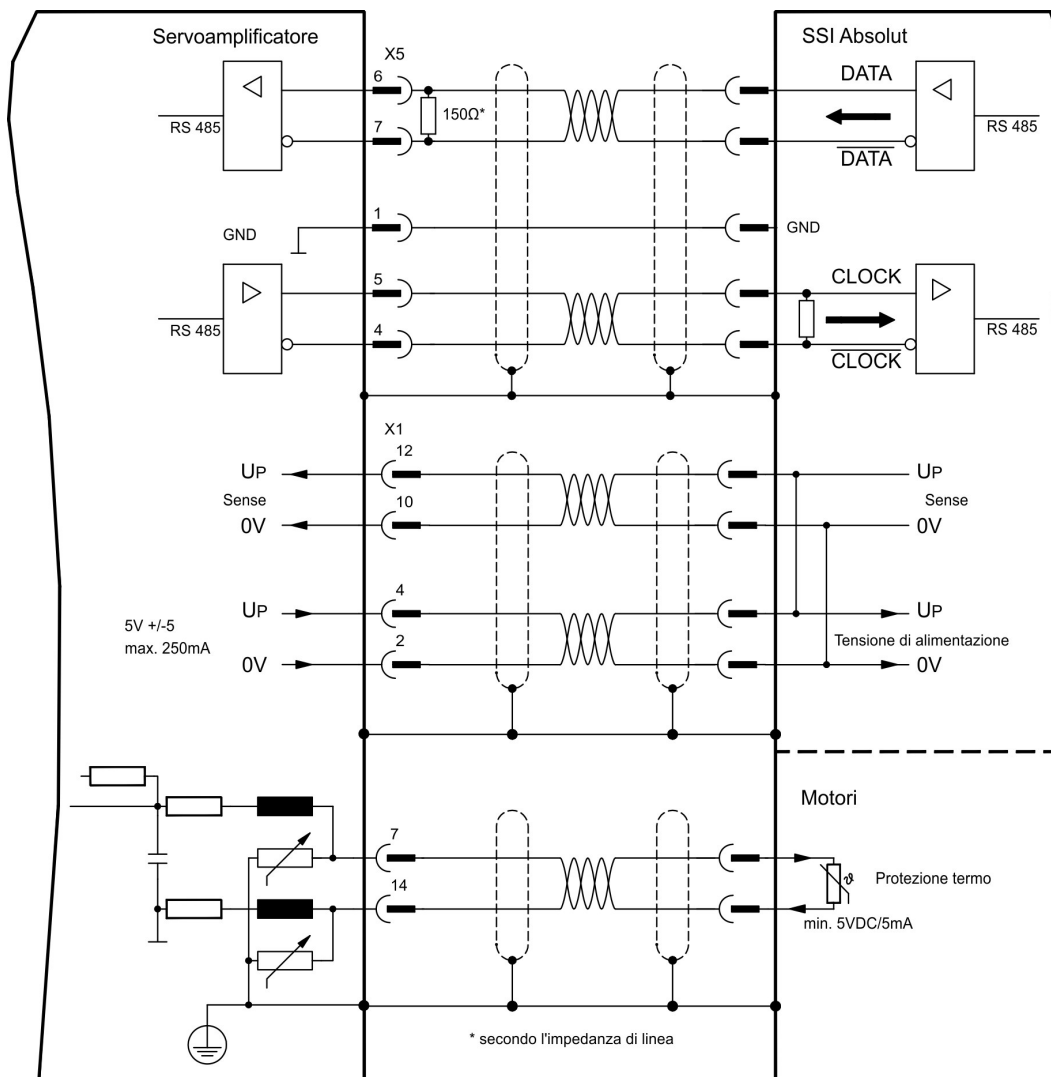 Servoamplificatore
SSI Absolut
X5
6
DATA
150Ω*
RS 485
7
RS 485
DATA
1
GND
GND
5
CLOCK
RS 485
4
RS 485
CLOCK
X1
12
UP
UP
Sense
10
Sense
0V
0V
4
UP
UP
5V +/-5
max. 250mA
2
Tensione di alimentazione
0V
0V
Motori
7
14
ϑ
Protezione termo
min. 5VDC/5mA
* secondo l'impedanza di linea